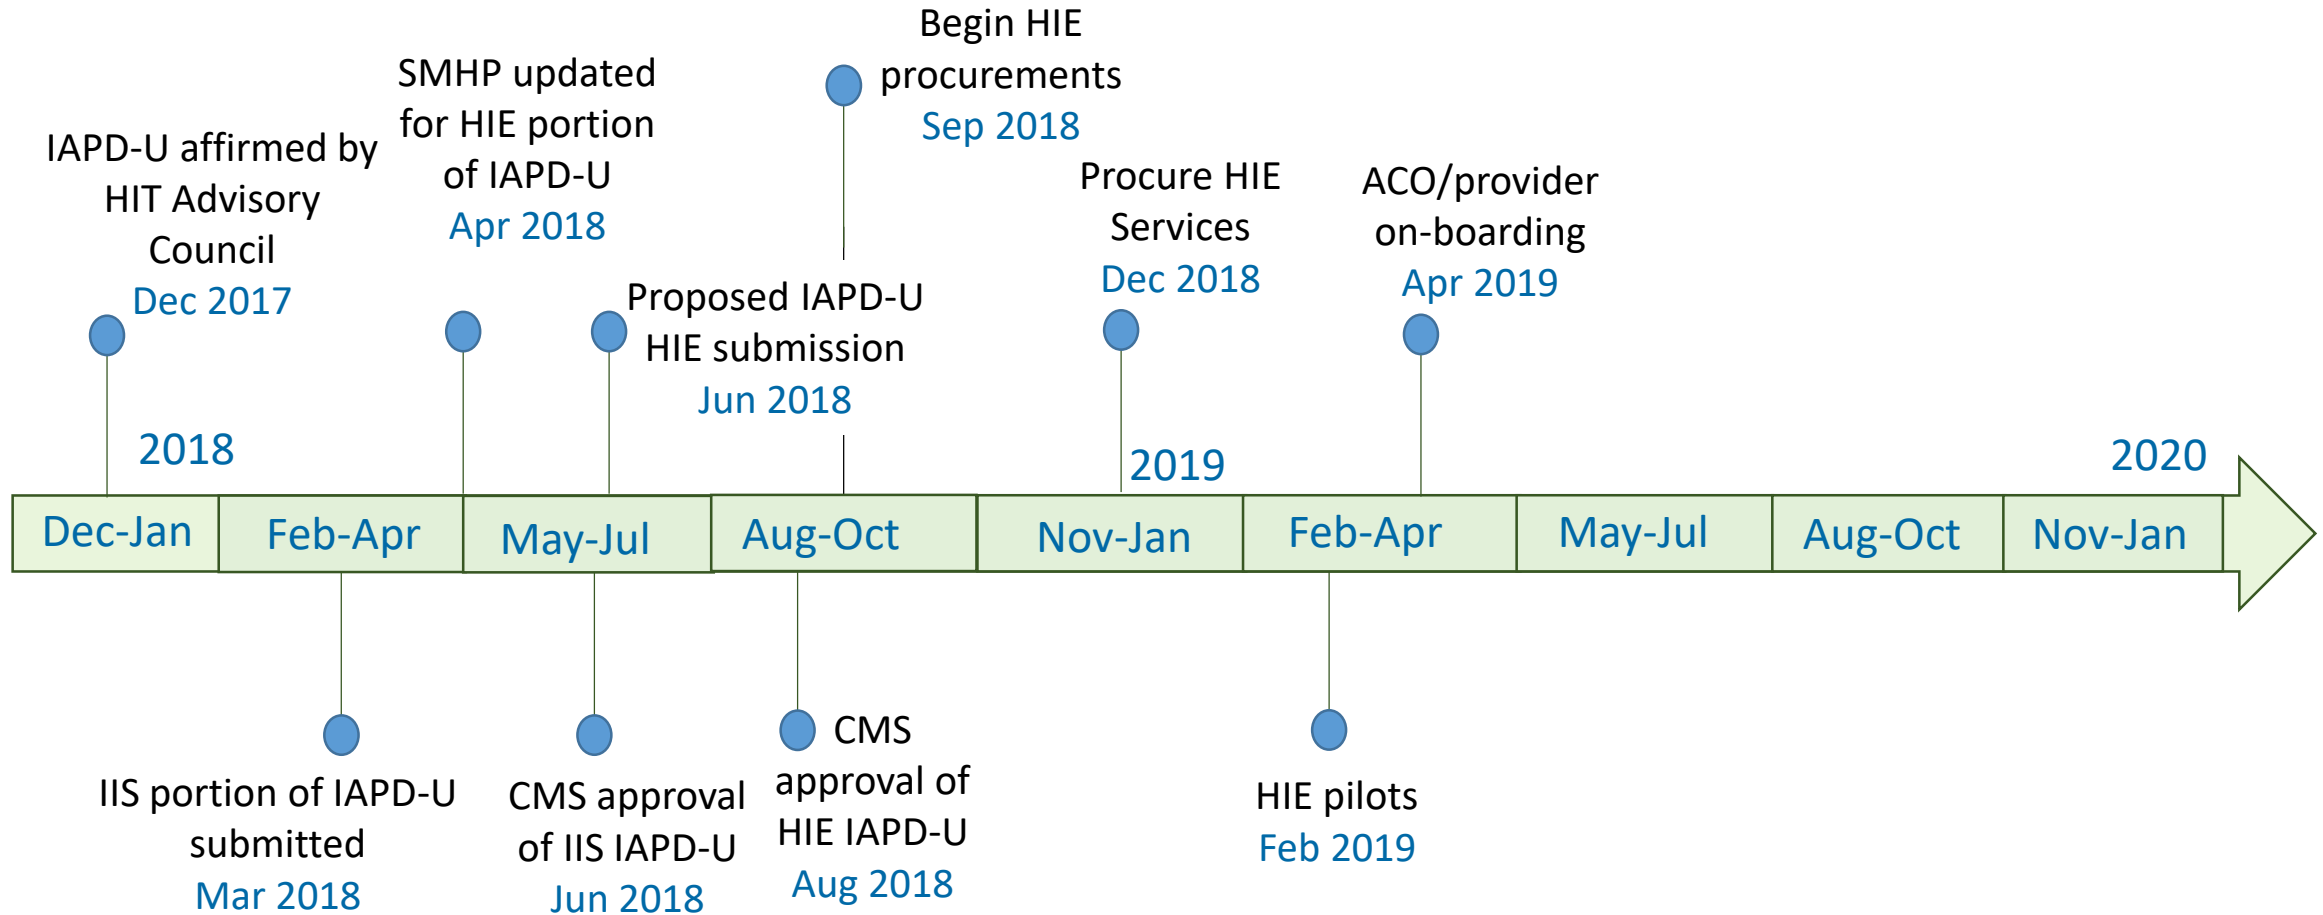 IAPD-U affirmed by
HIT Advisory
Council
Dec 2017
SMHP updated
for HIE portion
of IAPD-U
Apr 2018
Proposed IAPD-U
HIE submission
Jun 2018
Begin HIE
procurements
Sep 2018
Procure HIE
Services
Dec 2018
ACO/provider
on-boarding
Apr 2019
2018
2019
2020
Dec-Jan
Feb-Apr
May-Jul
Aug-Oct
Nov-Jan
Feb-Apr
May-Jul
Aug-Oct
Nov-Jan
IIS portion of IAPD-U
submitted
Mar 2018
CMS approval
of IIS IAPD-U
Jun 2018
CMS
approval of
HIE IAPD-U
Aug 2018
HIE pilots
Feb 2019